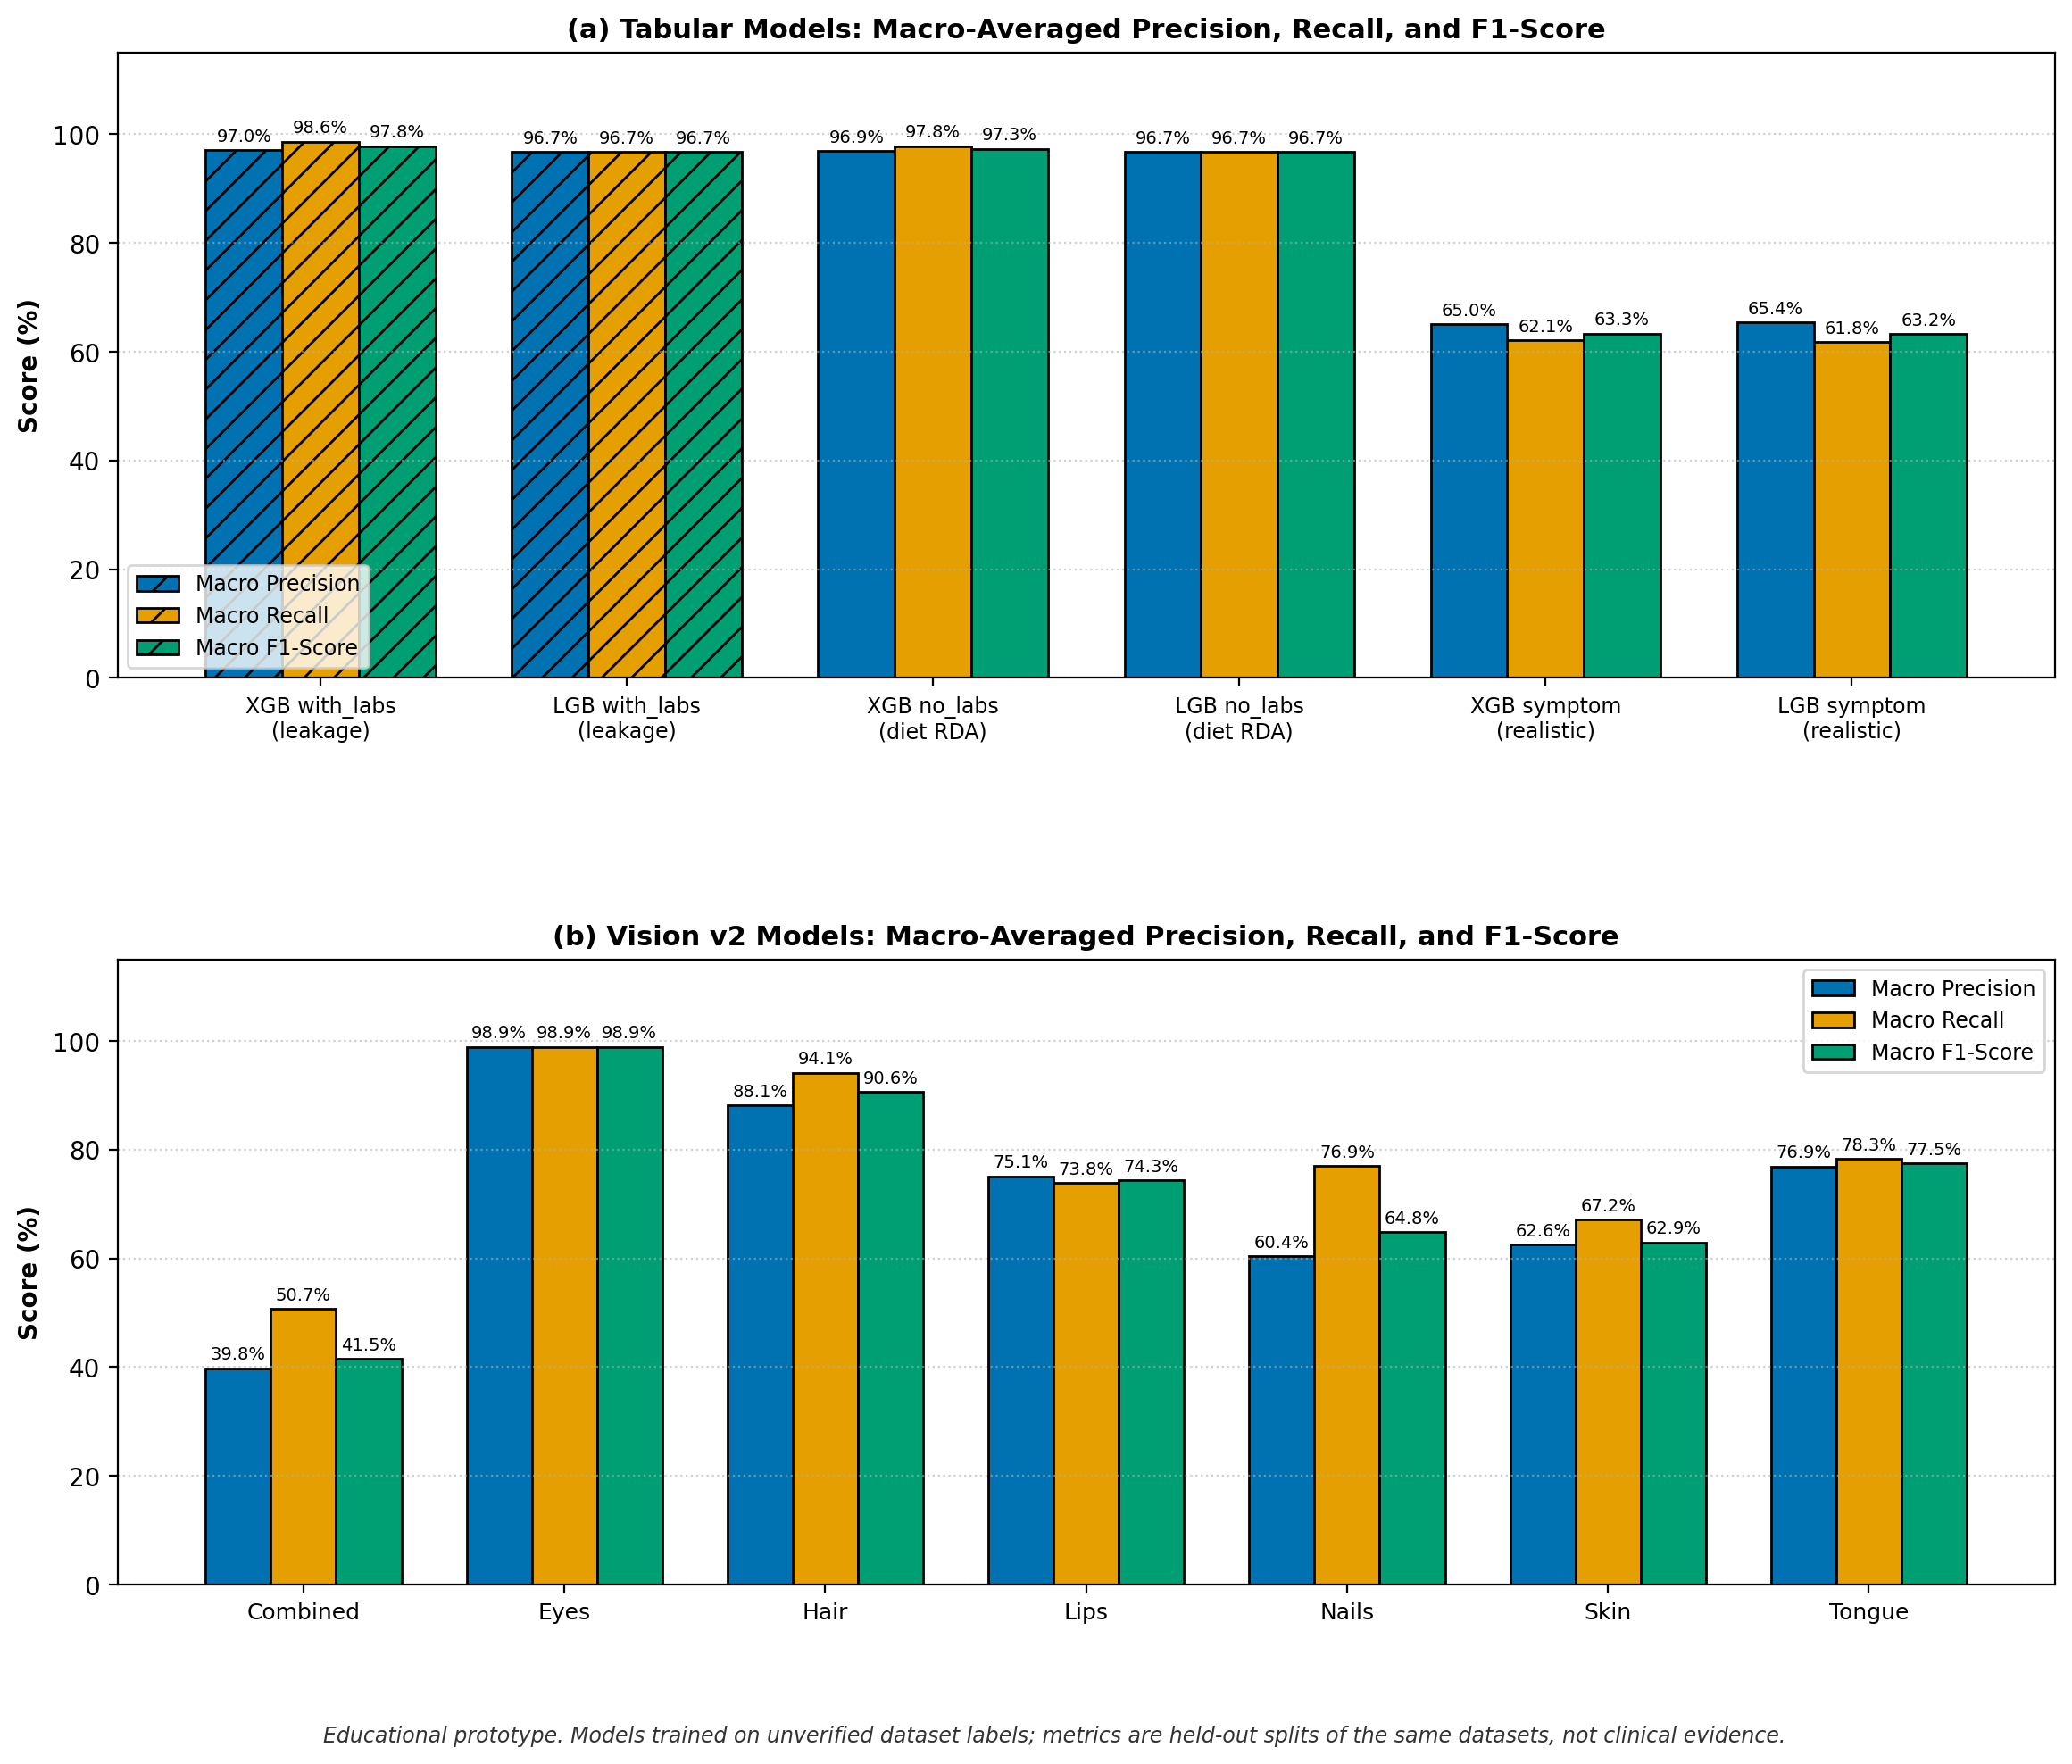 (a) Tabular Models: Macro-Averaged Precision, Recall, and F1-Score
Score (%)
100
80
60
40
20
0
97.0% 98.6% 97.8%
96.7% 96.7% 96.7%
96.9% 97.8% 97.3%
96.7% 96.7% 96.7%
65.0% 62.1% 63.3%
65.4% 61.8% 63.2%
Macro Precision
Macro Recall
Macro F1-Score
XGB with_labs
(leakage)
LGB with_labs
(leakage)
XGB no_labs
(diet RDA)
LGB no_labs
(diet RDA)
XGB symptom
(realistic)
LGB symptom
(realistic)
(b) Vision v2 Models: Macro-Averaged Precision, Recall, and F1-Score
Score (%)
100
80
60
40
20
0
Macro Precision
Macro Recall
Macro F1-Score
39.8% 50.7% 41.5%
98.9% 98.9% 98.9%
88.1% 94.1% 90.6%
75.1% 73.8% 74.3%
60.4% 76.9% 64.8%
62.6% 67.2% 62.9%
76.9% 78.3% 77.5%
Combined
Eyes
Hair
Lips
Nails
Skin
Tongue
Educational prototype. Models trained on unverified dataset labels; metrics are held-out splits of the same datasets, not clinical evidence.